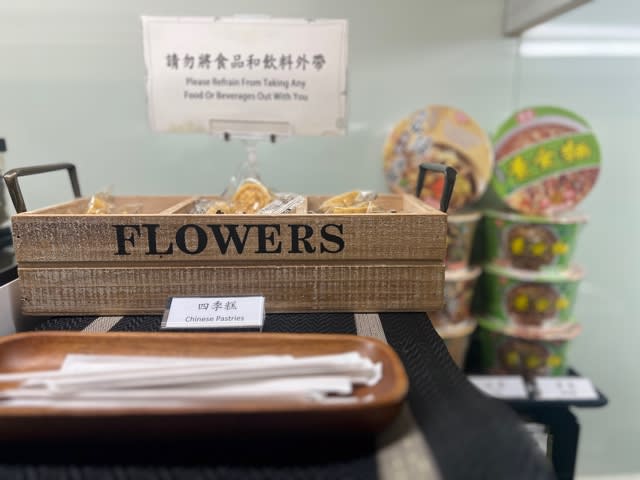 請勿將食品和飲料外帶
Please Refrain From Taking Any
Food Or Beverages Out With You
FLOWERS
四季糕
Chinese Pastries